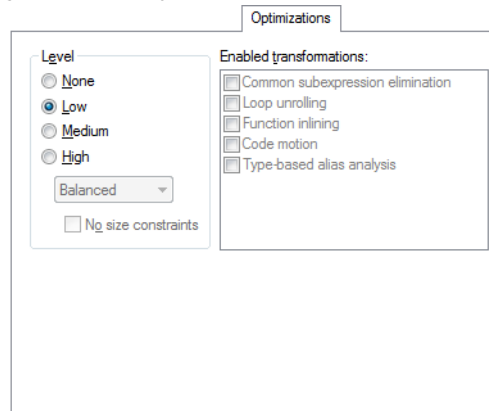 Optimizations
Level
None
Low
Medium
High
Balanced
No size constraints
Enabled transformations:
Common subexpression elimination
Loop unrolling
Function inlining
Code motion
Type-based alias analysis